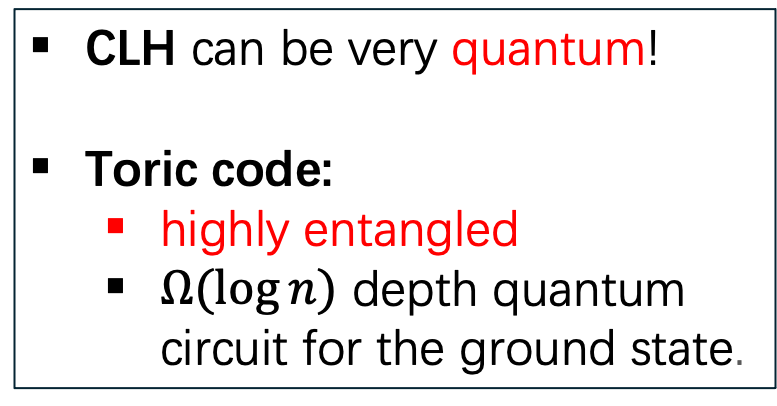 ▪ CLH can be very quantum!
▪ Toric code:
▪ highly entangled
▪ Ω(log n) depth quantum
circuit for the ground state.